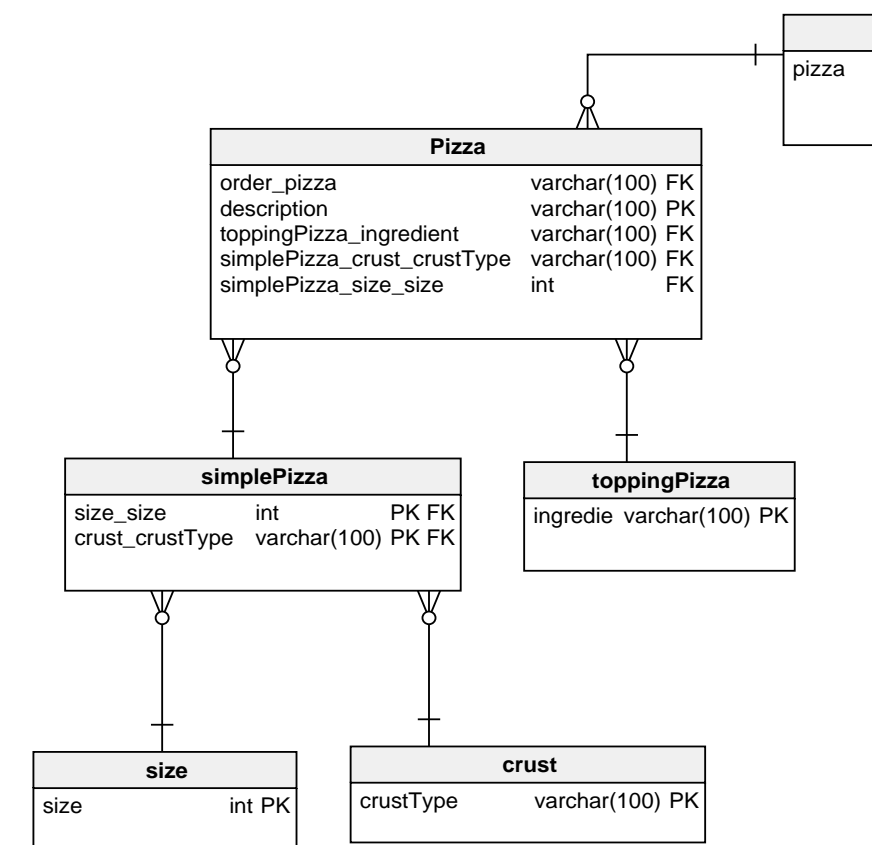 pizza
Pizza
order_pizza varchar(100) FK
description varchar(100) PK
toppingPizza_ingredient varchar(100) FK
simplePizza_crust_crustType varchar(100) FK
simplePizza_size_size int FK
simplePizza
size_size int PK FK
crust_crustType varchar(100) PK FK
toppingPizza
ingredie varchar(100) PK
size
size int PK
crust
crustType varchar(100) PK